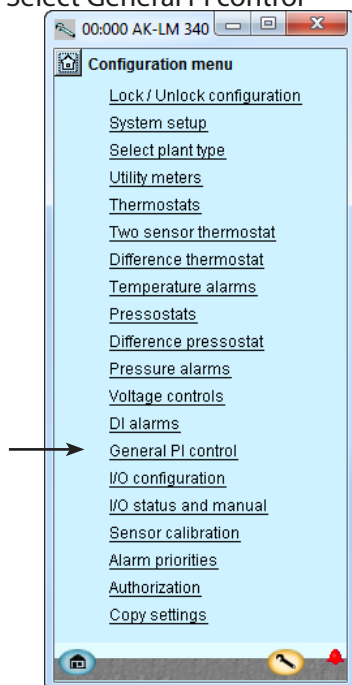 Select General PI control
00:000 AK-LM 340
Configuration menu
Lock / Unlock configuration
System setup
Select plant type
Utility meters
Thermostats
Two sensor thermostat
Difference thermostat
Temperature alarms
Pressostats
Difference pressostat
Pressure alarms
Voltage controls
DI alarms
General PI control
I/O configuration
I/O status and manual
Sensor calibration
Alarm priorities
Authorization
Copy settings